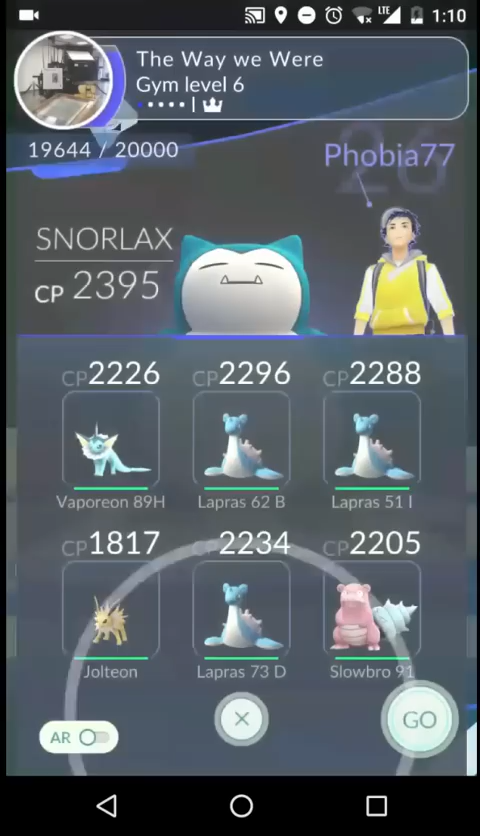 LTE 1:10
The Way we Were
Gym level 6
19644 / 20000
26
Phobia77
SNORLAX
CP 2395
CP2226 CP2296 CP2288
Vaporeon 89H Lapras 62 B Lapras 51 I
CP1817 CP2234 CP2205
Jolteon Lapras 73 D Slowbro 91
AR
GO